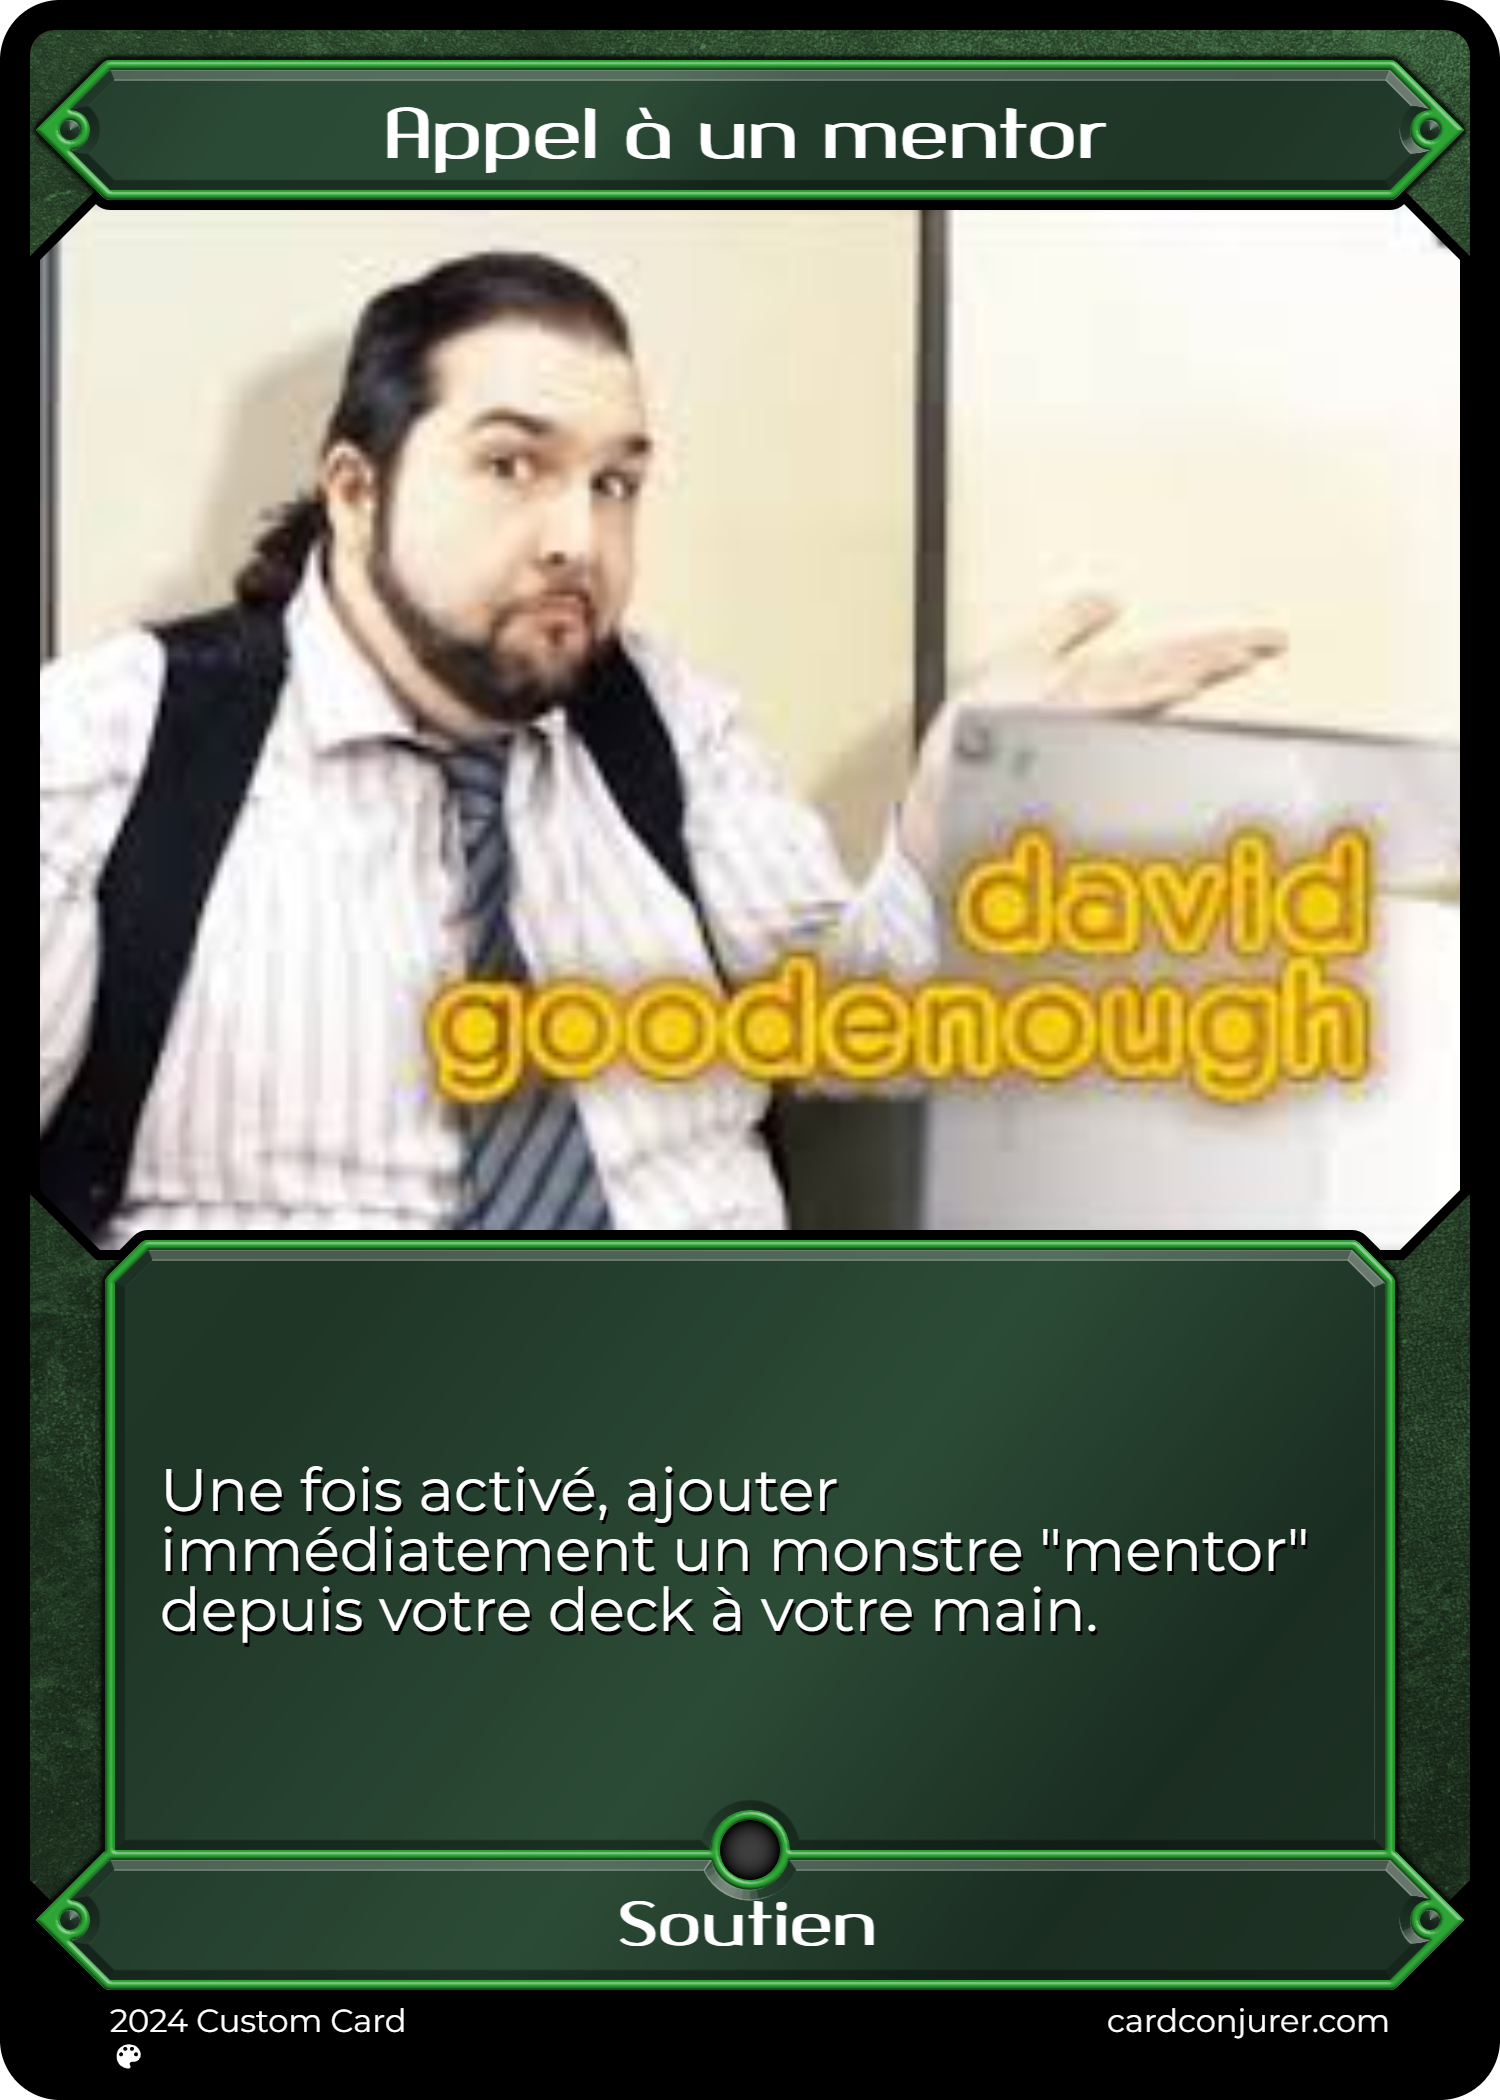 Appel à un mentor
david
goodenough
Une fois activé, ajouter
immédiatement un monstre "mentor"
depuis votre deck à votre main.
Soutien
2024 Custom Card
cardconjurer.com